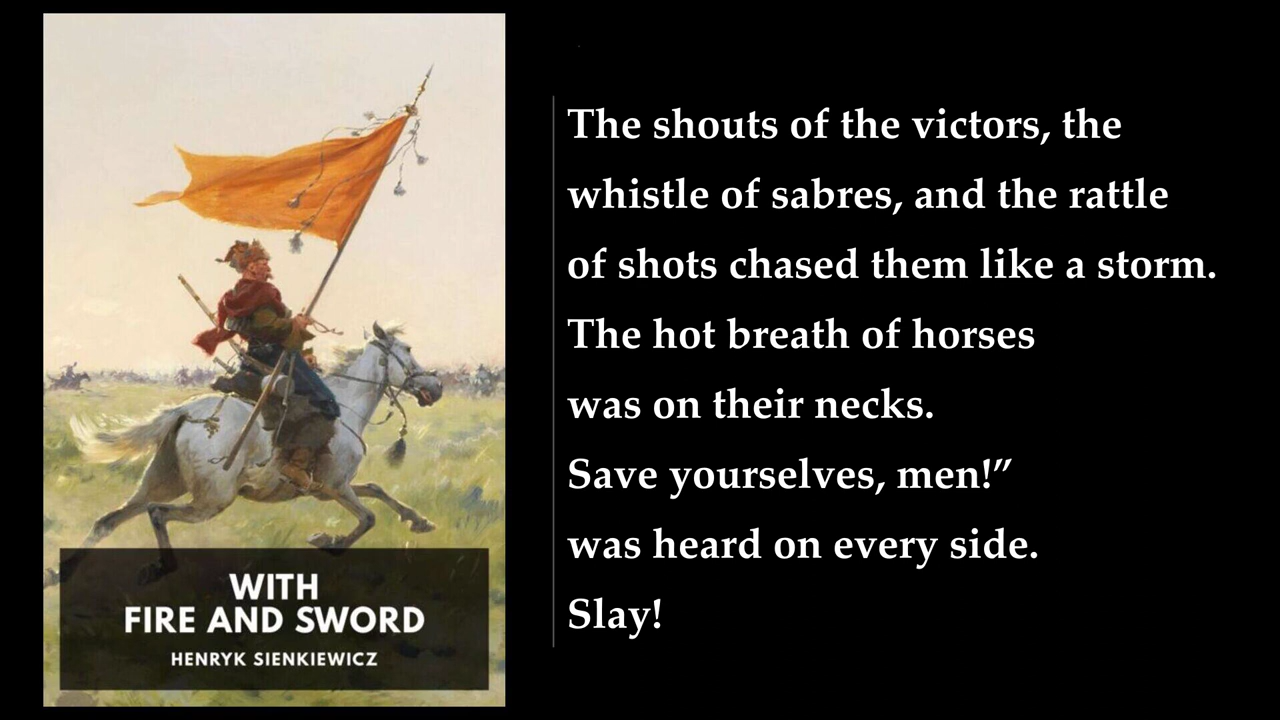 WITH
FIRE AND SWORD
HENRYK SIENKIEWICZ
The shouts of the victors, the
whistle of sabres, and the rattle
of shots chased them like a storm.
The hot breath of horses
was on their necks.
Save yourselves, men!”
was heard on every side.
Slay!